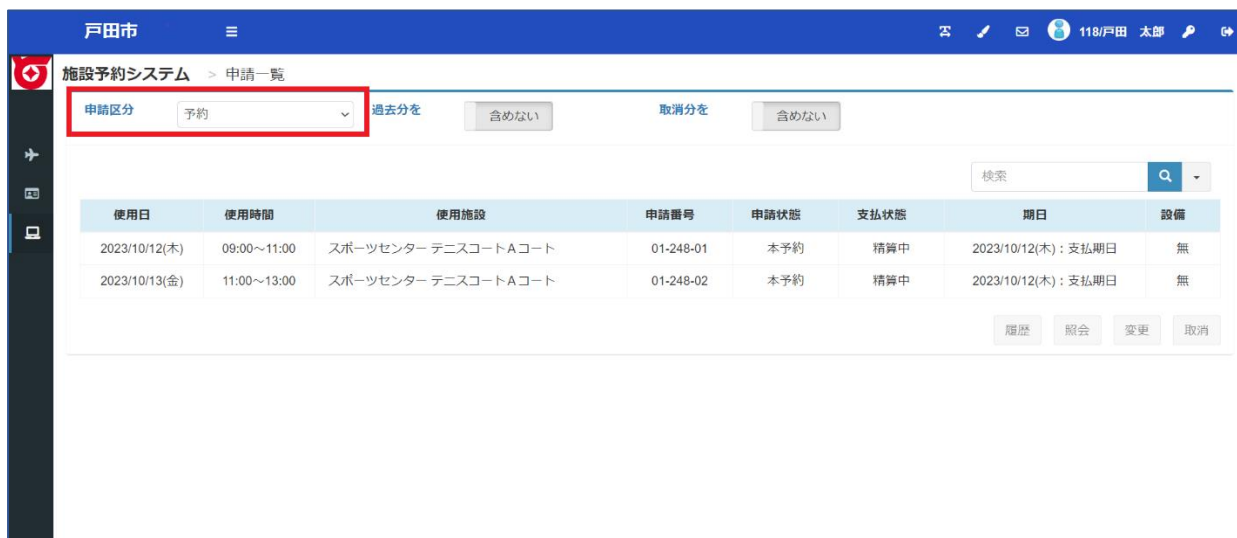 戸田市 118/戸田 太郎
施設予約システム > 申請一覧
申請区分 予約 過去分を 含めない 取消分を 含めない
検索
使用日 使用時間 使用施設 申請番号 申請状態 支払状態 期日 設備
2023/10/12(木) 09:00～11:00 スポーツセンター テニスコートAコート 01-248-01 本予約 精算中 2023/10/12(木)：支払期日 無
2023/10/13(金) 11:00～13:00 スポーツセンター テニスコートAコート 01-248-02 本予約 精算中 2023/10/12(木)：支払期日 無
履歴 照会 変更 取消